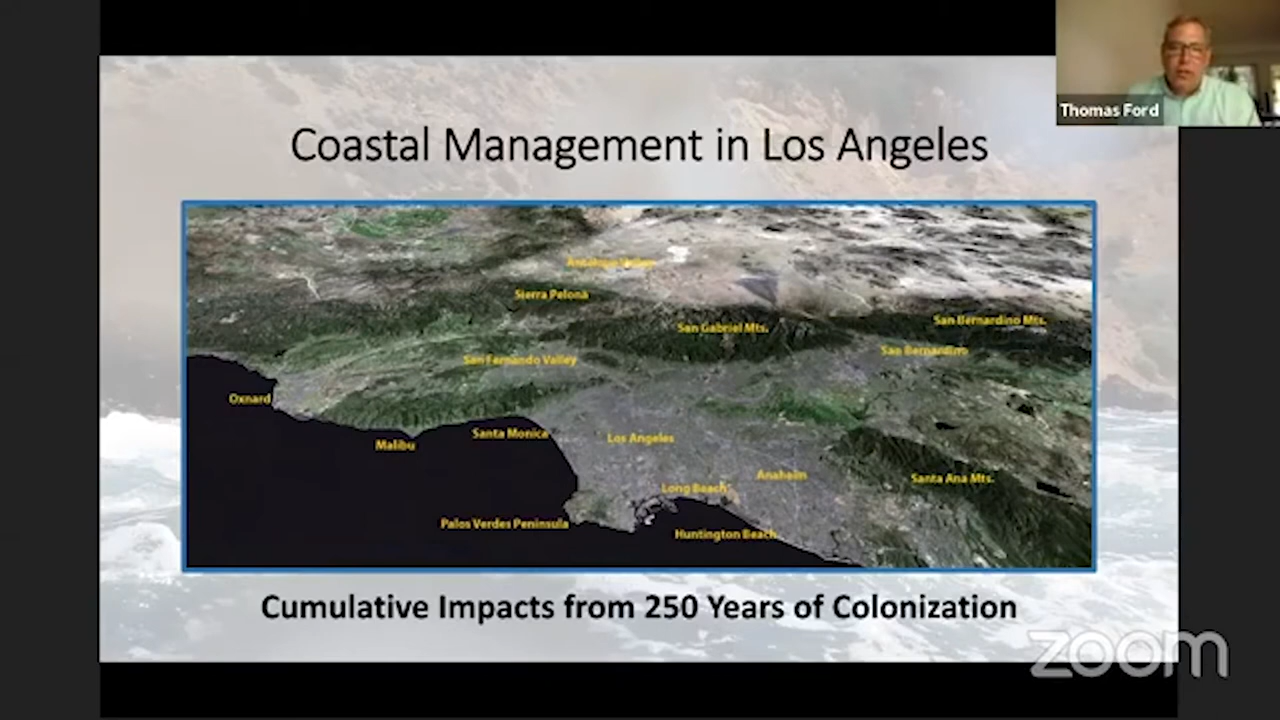 Thomas Ford
Coastal Management in Los Angeles
Antelope Valley
Sierra Pelona
San Gabriel Mts.
San Bernardino Mts.
San Bernardino
San Fernando Valley
Oxnard
Malibu
Santa Monica
Los Angeles
Anaheim
Long Beach
Santa Ana Mts.
Palos Verdes Peninsula
Huntington Beach
Cumulative Impacts from 250 Years of Colonization
zoom